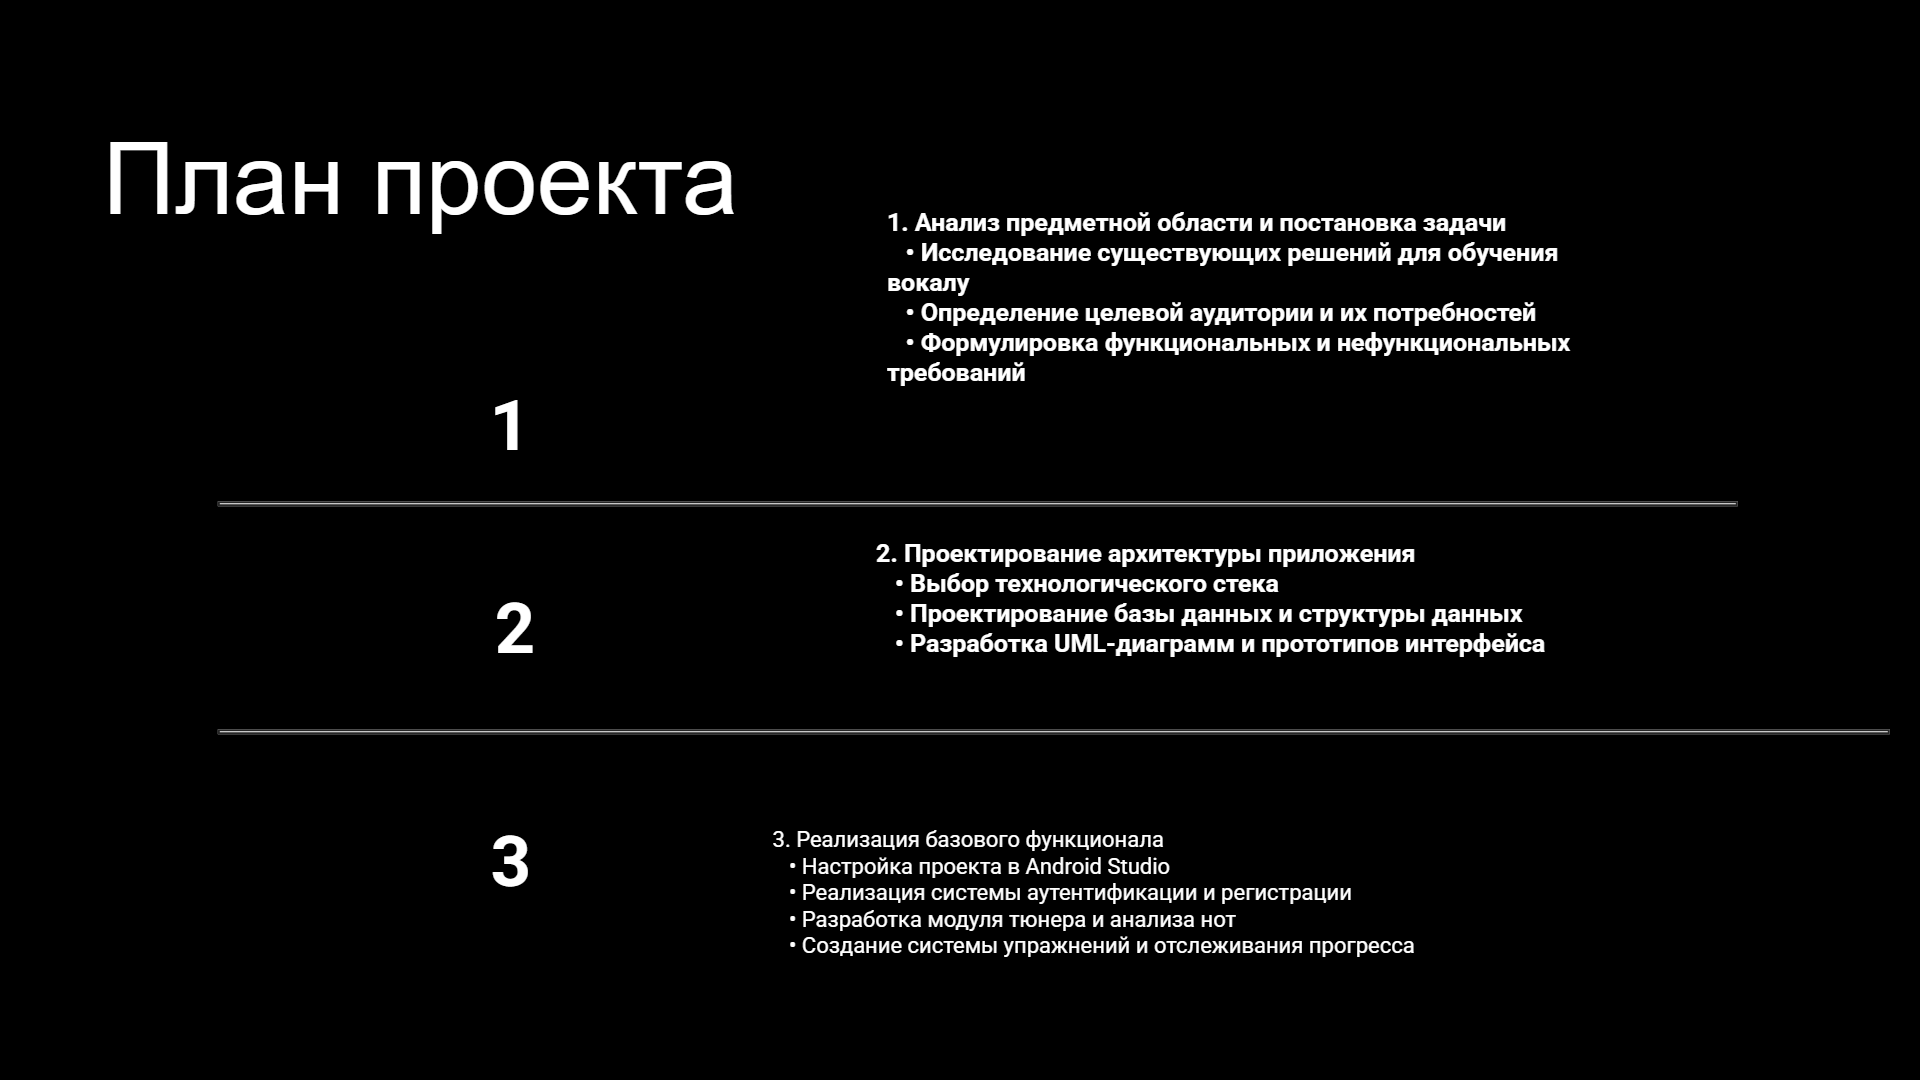 План проекта
1. Анализ предметной области и постановка задачи
• Исследование существующих решений для обучения
вокалу
• Определение целевой аудитории и их потребностей
• Формулировка функциональных и нефункциональных
требований
1
2. Проектирование архитектуры приложения
• Выбор технологического стека
• Проектирование базы данных и структуры данных
• Разработка UML-диаграмм и прототипов интерфейса
2
3. Реализация базового функционала
• Настройка проекта в Android Studio
• Реализация системы аутентификации и регистрации
• Разработка модуля тюнера и анализа нот
• Создание системы упражнений и отслеживания прогресса
3